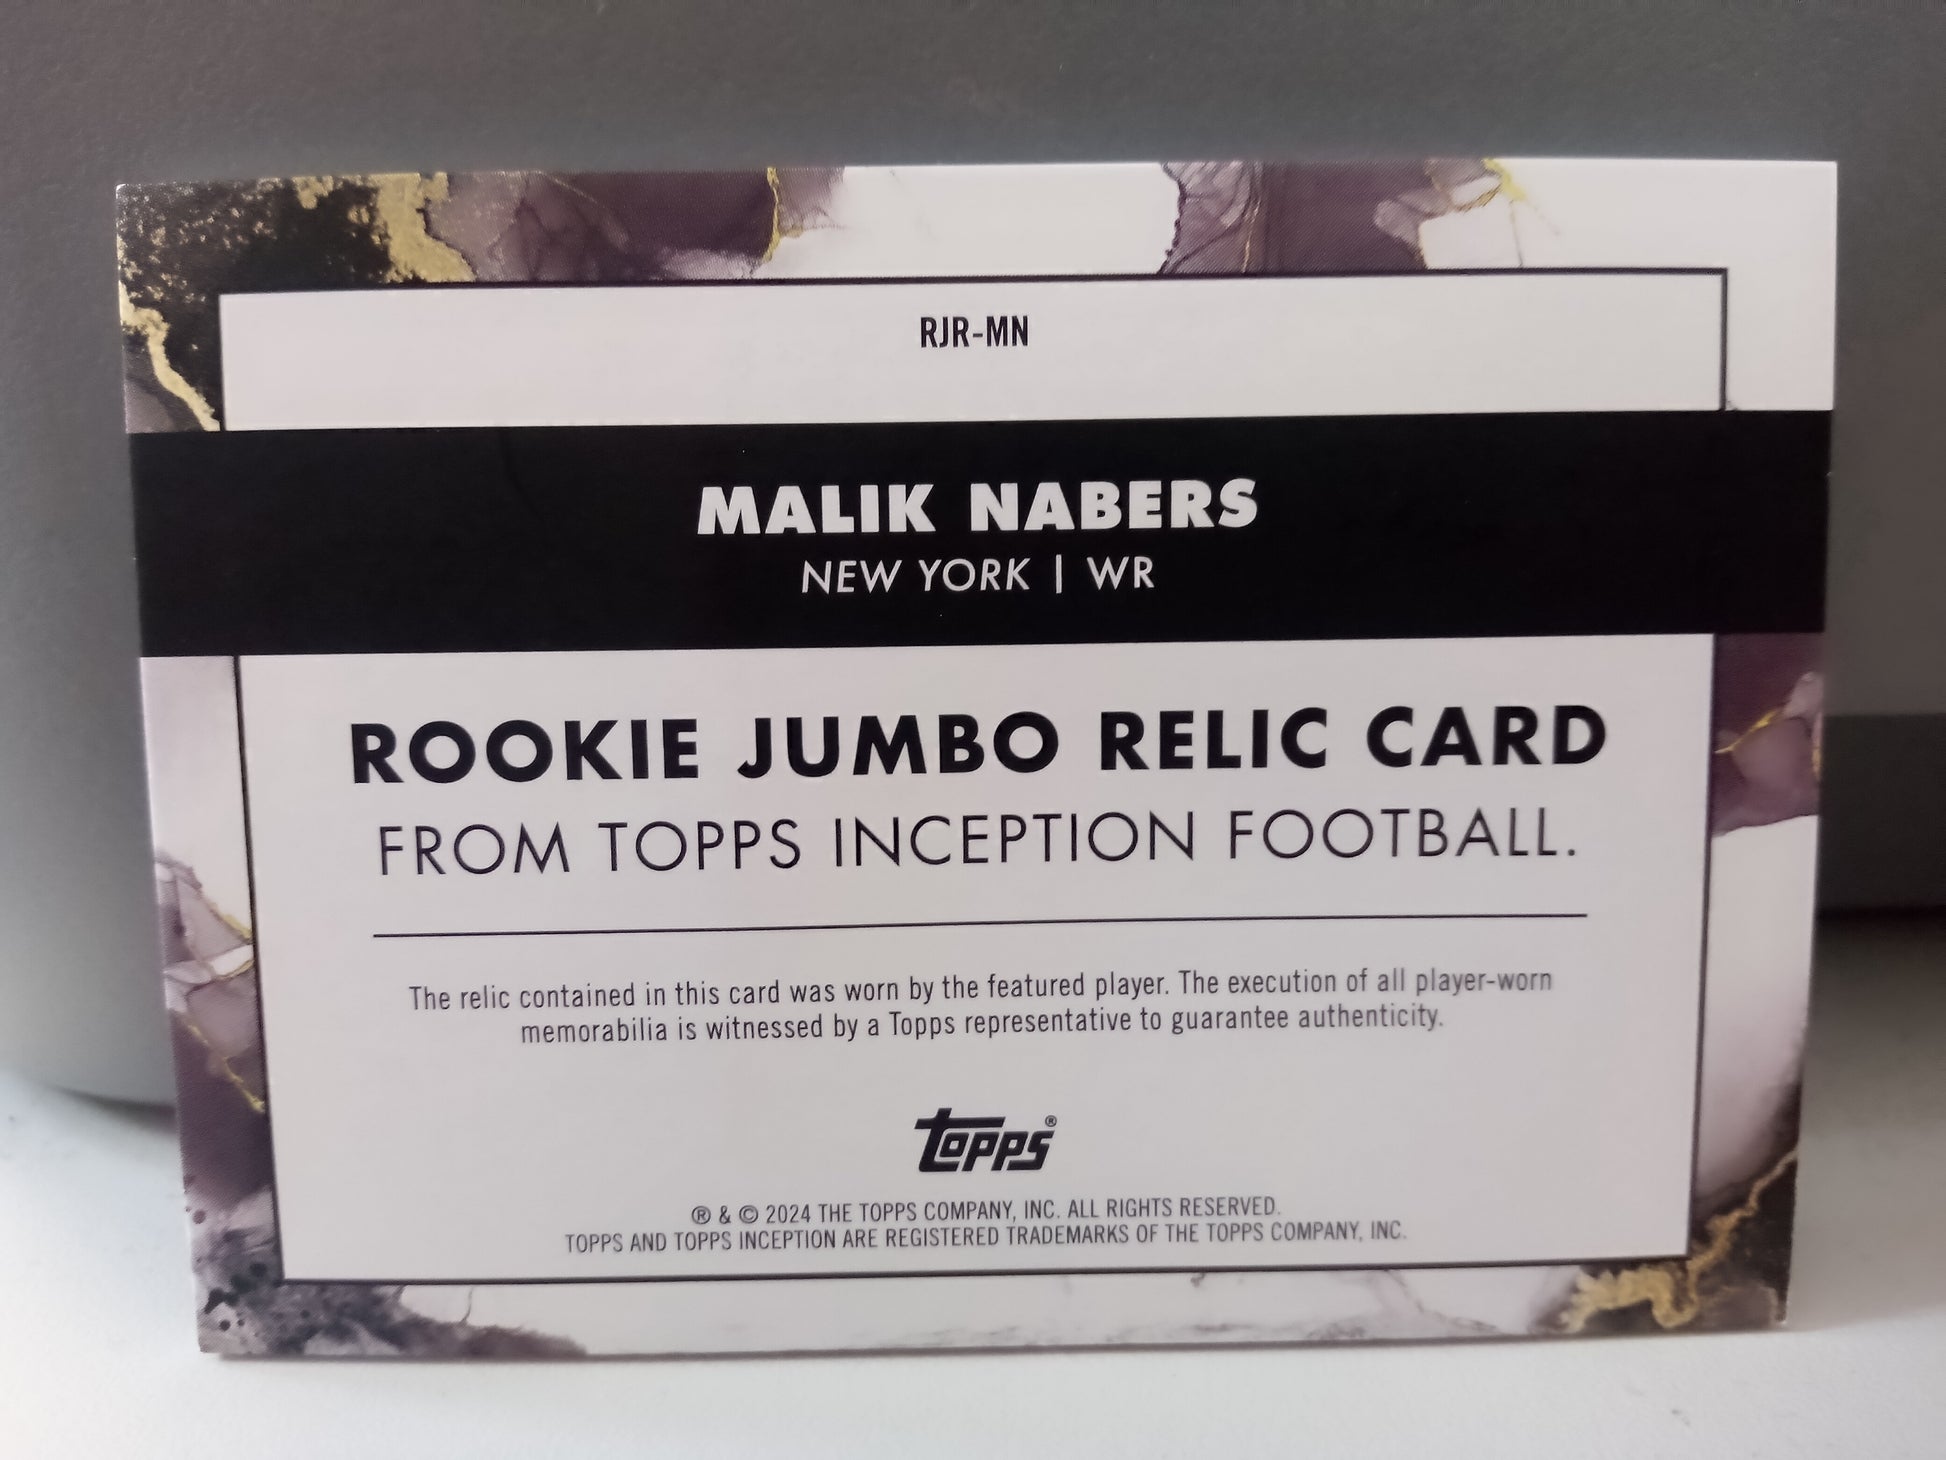 RJR-MN
MALIK NABERS
NEW YORK | WR
ROOKIE JUMBO RELIC CARD
FROM TOPPS INCEPTION FOOTBALL.
The relic contained in this card was worn by the featured player. The execution of all player-worn
memorabilia is witnessed by a Topps representative to guarantee authenticity.
topps®
® & © 2024 THE TOPPS COMPANY, INC. ALL RIGHTS RESERVED.
TOPPS AND TOPPS INCEPTION ARE REGISTERED TRADEMARKS OF THE TOPPS COMPANY, INC.